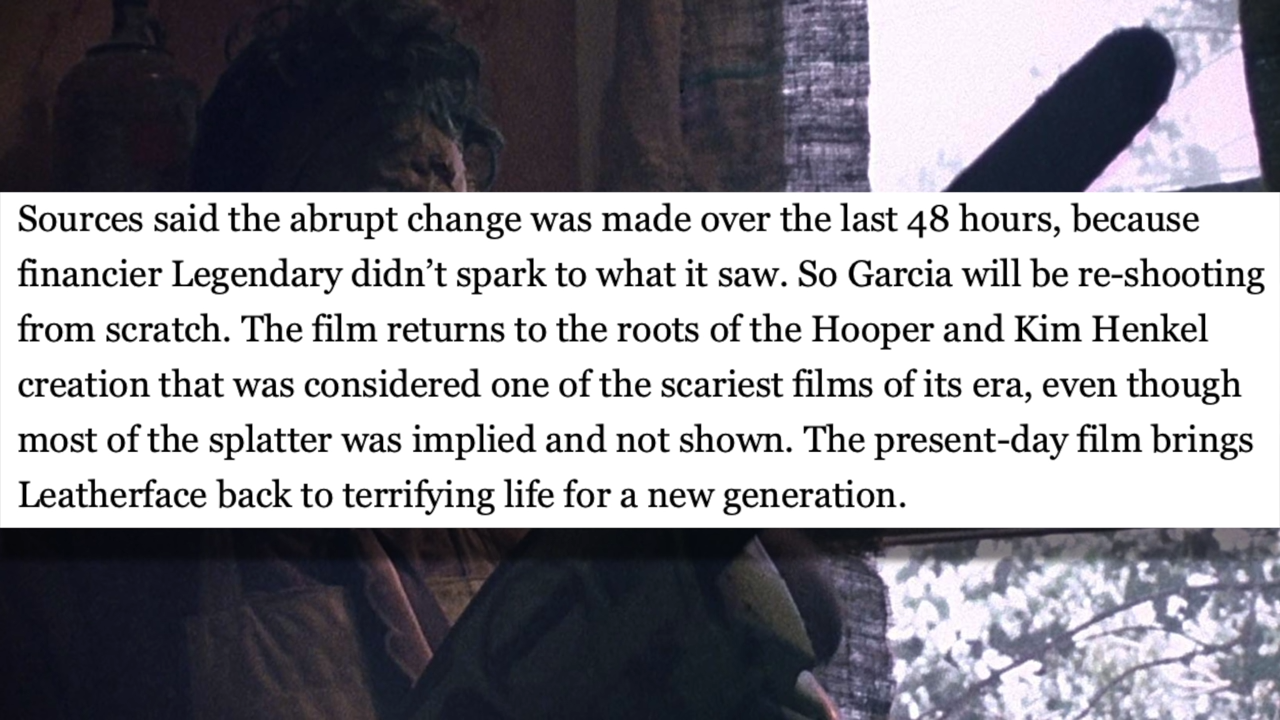 Sources said the abrupt change was made over the last 48 hours, because
financier Legendary didn’t spark to what it saw. So Garcia will be re-shooting
from scratch. The film returns to the roots of the Hooper and Kim Henkel
creation that was considered one of the scariest films of its era, even though
most of the splatter was implied and not shown. The present-day film brings
Leatherface back to terrifying life for a new generation.